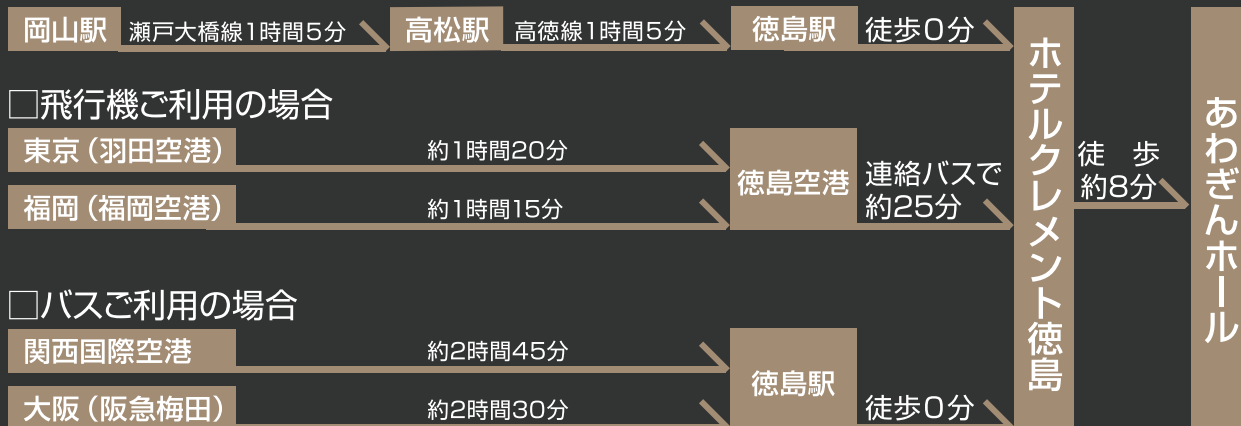 岡山駅 瀬戸大橋線1時間5分 高松駅 高徳線1時間5分 徳島駅 徒歩0分
□飛行機ご利用の場合
東京（羽田空港） 約1時間20分
福岡（福岡空港） 約1時間15分
徳島空港
連絡バスで
約25分
□バスご利用の場合
関西国際空港 約2時間45分
大阪（阪急梅田） 約2時間30分
徳島駅
徒歩0分
ホテルクレメント徳島
徒 歩
約8分
あわぎんホール